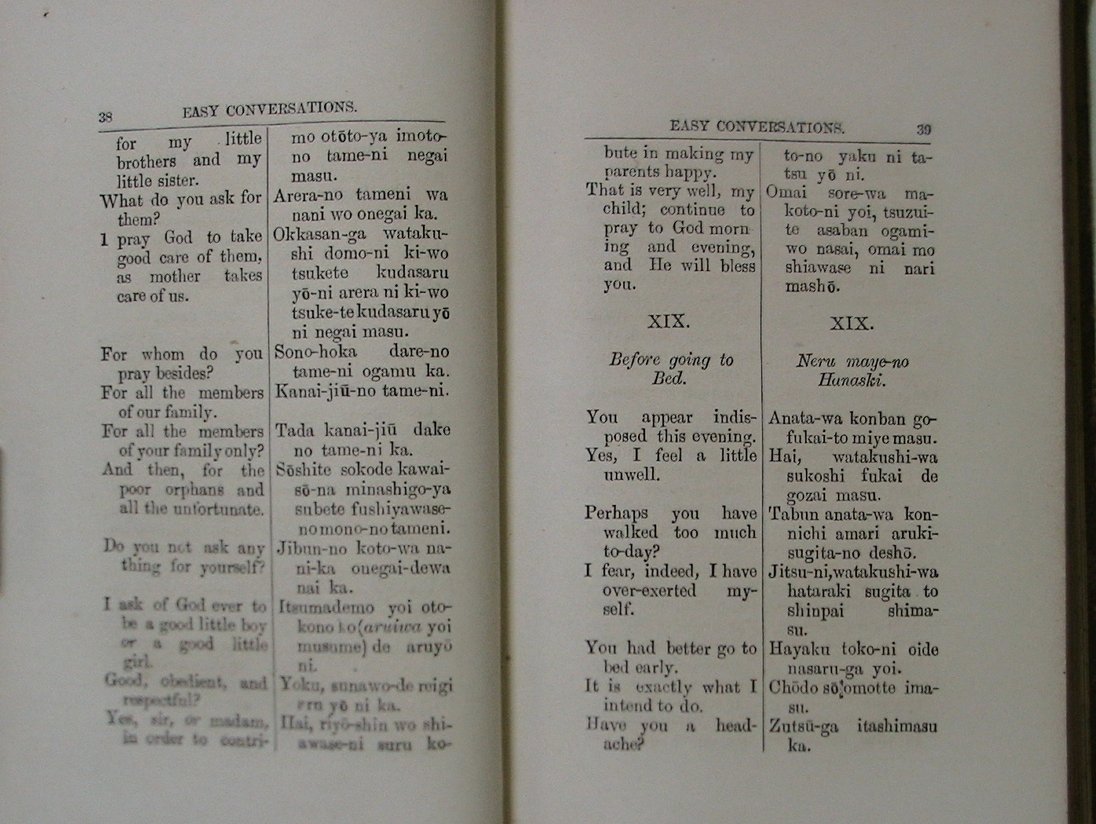 38 EASY CONVERSATIONS.
for my little
brothers and my
little sister.
What do you ask for
them?
I pray God to take
good care of them,
as mother takes
care of us.
For whom do you
pray besides?
For all the members
of our family.
For all the members
of your family only?
And then, for the
poor orphans and
all the unfortunate.
Do you not ask any
thing for yourself?
I ask of God ever to
be a good little boy
or a good little
girl.
Good, obedient, and
respectful?
Yes, sir, or madam,
in order to contri-
mo otōto-ya imoto-
no tame-ni negai
masu.
Arera-no tameni wa
nani wo onegai ka.
Okkasan-ga wataku-
shi domo-ni ki-wo
tsukete kudasaru
yō-ni arera ni ki-wo
tsuke-te kudasaru yō
ni negai masu.
Sono-hoka dare-no
tame-ni ogamu ka.
Kanai-jiū-no tame-ni.
Tada kanai-jiū dake
no tame-ni ka.
Sōshite sokode kawai-
sō-na minashigo-ya
subete fushiyawase-
no mono-no tameni.
Jibun-no koto-wa na-
ni-ka onegai-dewa
nai ka.
Itsumademo yoi oto-
kono ko (aruiwa yoi
musume) de aruyō
ni.
Yoku, sunawo-de reigi
aru yō ni ka.
Hai, riyō-shin wo shi-
awase-ni suru ko-
EASY CONVERSATIONS. 39
bute in making my
parents happy.
That is very well, my
child; continue to
pray to God morn
ing and evening,
and He will bless
you.
XIX.
Before going to
Bed.
You appear indis-
posed this evening.
Yes, I feel a little
unwell.
Perhaps you have
walked too much
to-day?
I fear, indeed, I have
over-exerted my-
self.
You had better go to
bed early.
It is exactly what I
intend to do.
Have you a head-
ache?
to-no yaku ni ta-
tsu yō ni.
Omai sore-wa ma-
koto-ni yoi, tsuzui-
te asaban ogami-
wo nasai, omai mo
shiawase ni nari
mashō.
XIX.
Neru maye-no
Hanaski.
Anata-wa konban go-
fukai-to miye masu.
Hai, watakushi-wa
sukoshi fukai de
gozai masu.
Tabun anata-wa kon-
nichi amari aruki-
sugita-no deshō.
Jitsu-ni, watakushi-wa
hataraki sugita to
shinpai shima-
su.
Hayaku toko-ni oide
nasaru-ga yoi.
Chōdo sō omotte ima-
su.
Zutsū-ga itashimasu
ka.